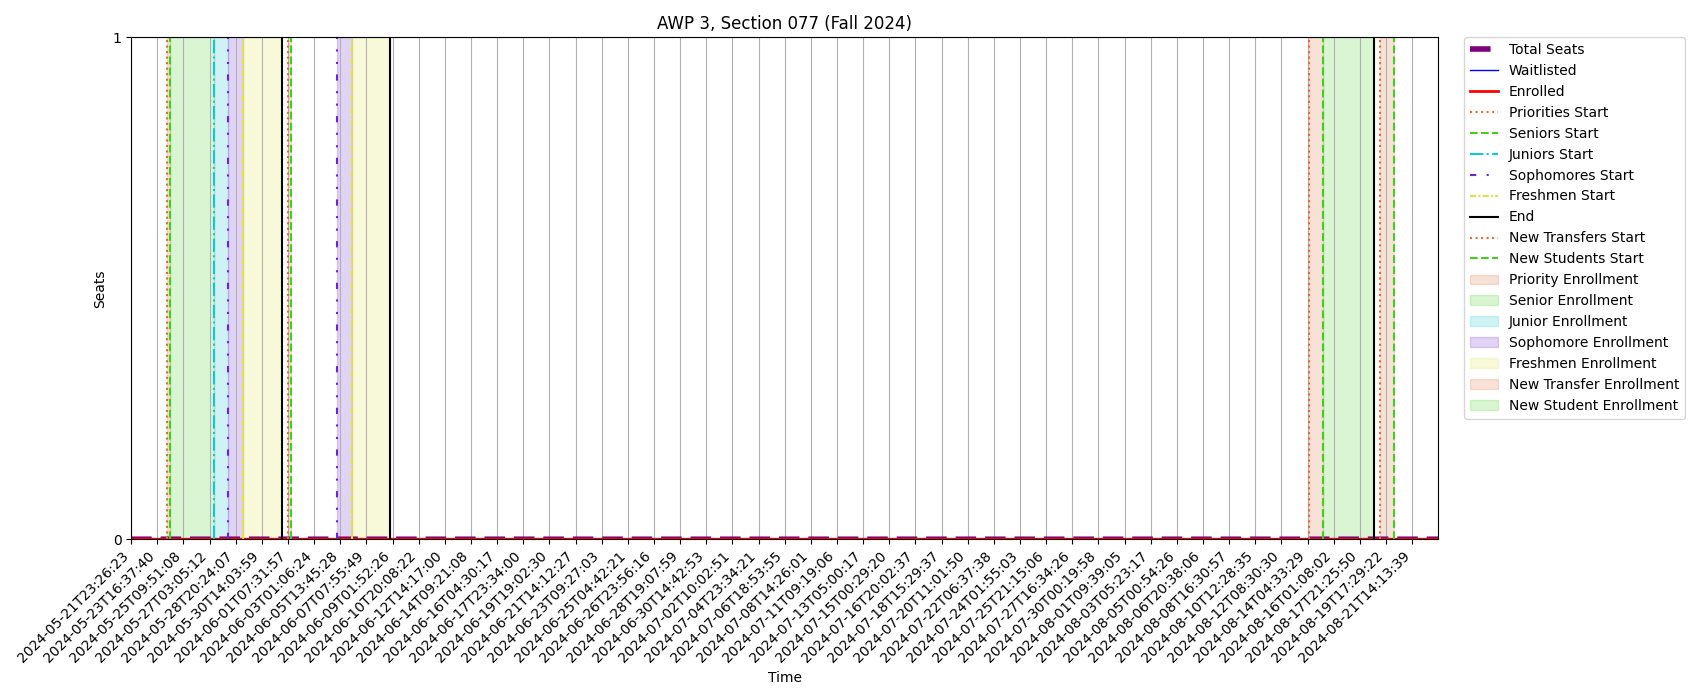 AWP 3, Section 077 (Fall 2024)
1
0
Seats
2024-05-21T23:26:23
2024-05-23T16:37:40
2024-05-25T09:51:08
2024-05-27T03:05:12
2024-05-28T20:24:07
2024-05-30T14:03:59
2024-06-01T07:31:57
2024-06-03T01:06:24
2024-06-05T13:45:28
2024-06-07T07:55:49
2024-06-09T01:52:26
2024-06-10T20:08:22
2024-06-12T14:17:00
2024-06-14T09:21:08
2024-06-16T04:30:17
2024-06-17T23:34:00
2024-06-19T19:02:30
2024-06-21T14:12:27
2024-06-23T09:27:03
2024-06-25T04:42:21
2024-06-26T23:56:16
2024-06-28T19:07:59
2024-06-30T14:42:53
2024-07-02T10:02:51
2024-07-04T23:34:21
2024-07-06T18:53:55
2024-07-08T14:26:01
2024-07-11T09:19:06
2024-07-13T05:00:17
2024-07-15T00:29:20
2024-07-16T20:02:37
2024-07-18T15:29:37
2024-07-20T11:01:50
2024-07-22T06:37:38
2024-07-24T01:55:03
2024-07-25T21:15:06
2024-07-27T16:34:26
2024-07-30T00:19:58
2024-08-01T09:39:05
2024-08-03T05:23:17
2024-08-05T00:54:26
2024-08-06T20:38:06
2024-08-08T16:30:57
2024-08-10T12:28:35
2024-08-12T08:30:30
2024-08-14T04:33:29
2024-08-16T01:08:02
2024-08-17T21:25:50
2024-08-19T17:29:22
2024-08-21T14:13:39
Time
Total Seats
Waitlisted
Enrolled
Priorities Start
Seniors Start
Juniors Start
Sophomores Start
Freshmen Start
End
New Transfers Start
New Students Start
Priority Enrollment
Senior Enrollment
Junior Enrollment
Sophomore Enrollment
Freshmen Enrollment
New Transfer Enrollment
New Student Enrollment